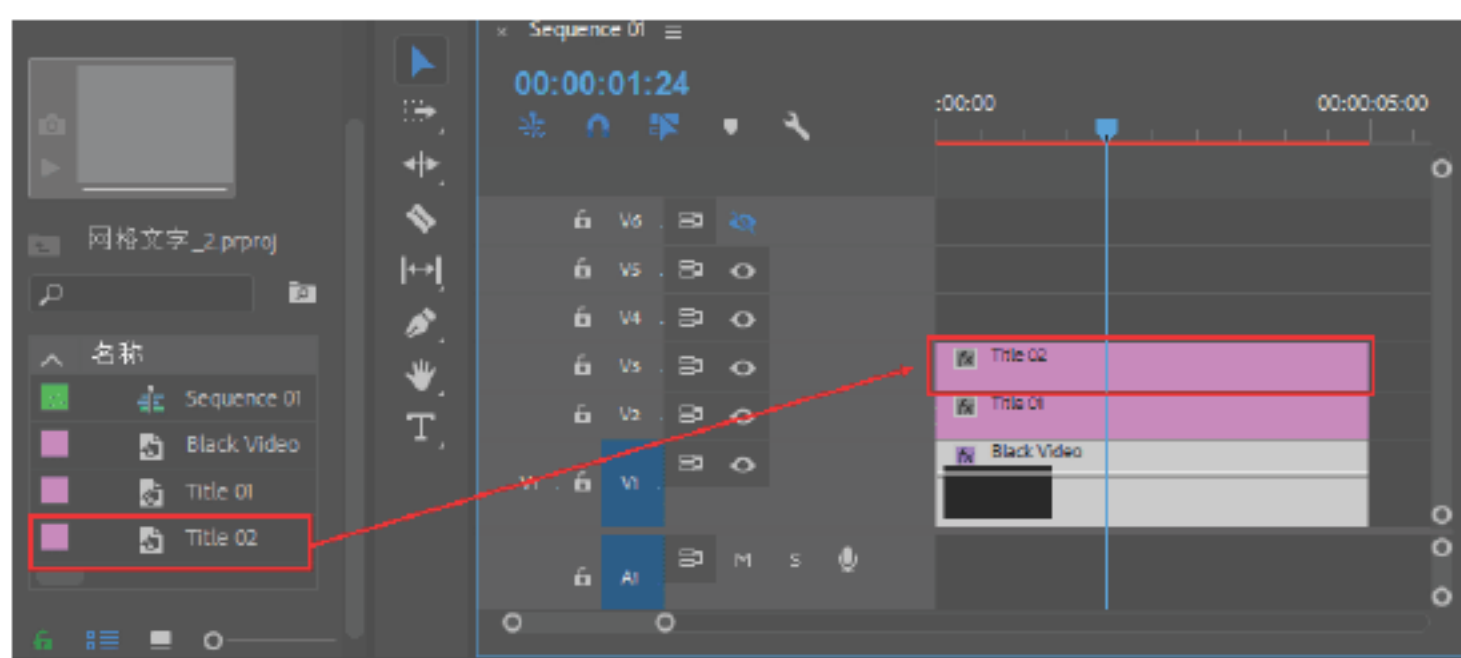 Sequence 01
00:00:01:24
:00:00
00:00:05:00
网格文字_2.prproj
名称
Sequence 01
Black Video
Title 01
Title 02
V6
V5
V4
V3
Title 02
V2
Title 01
V1
V1
Black Video
A1
M
S